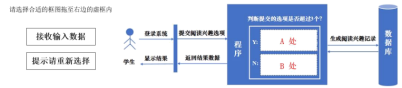 请选择合适的框图拖至右边的虚框内
接收输入数据
提示请重新选择
学生
登录系统
显示结果
提交阅读兴趣选项
返回结果数据
程序
判断提交的选项是否超过3个?
Y: A 处
N: B 处
生成阅读兴趣记录
数据库